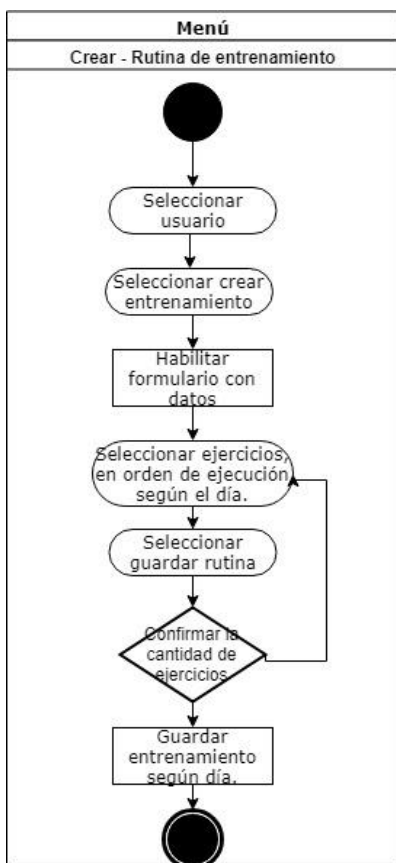 Menú
Crear - Rutina de entrenamiento
Seleccionar
usuario
Seleccionar crear
entrenamiento
Habilitar
formulario con
datos
Seleccionar ejercicios,
en orden de ejecución
según el día.
Seleccionar
guardar rutina
Confirmar la
cantidad de
ejercicios
Guardar
entrenamiento
según día.